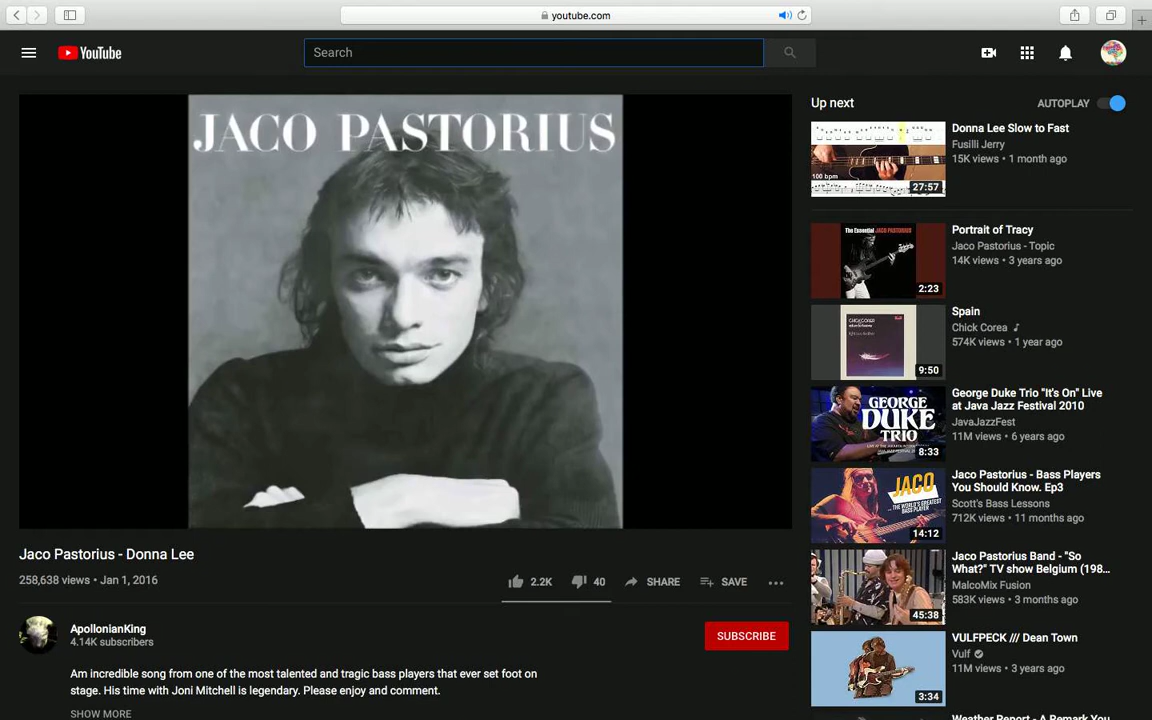 youtube.com
YouTube
Search
JACO PASTORIUS
Up next
AUTOPLAY
100 bpm
27:57
Donna Lee Slow to Fast
Fusilli Jerry
15K views • 1 month ago
The Essential JACO PASTORIUS
2:23
Portrait of Tracy
Jaco Pastorius - Topic
14K views • 3 years ago
9:50
Spain
Chick Corea
574K views • 1 year ago
GEORGE
DUKE
TRIO
8:33
George Duke Trio "It's On" Live
at Java Jazz Festival 2010
JavaJazzFest
11M views • 6 years ago
JACO
14:12
Jaco Pastorius - Bass Players
You Should Know. Ep3
Scott's Bass Lessons
712K views • 11 months ago
45:38
Jaco Pastorius Band - "So
What?" TV show Belgium (198...
MalcoMix Fusion
583K views • 3 months ago
3:34
VULFPECK /// Dean Town
Vulf
11M views • 3 years ago
Jaco Pastorius - Donna Lee
258,638 views • Jan 1, 2016
2.2K
40
SHARE
SAVE
ApollonianKing
4.14K subscribers
SUBSCRIBE
Am incredible song from one of the most talented and tragic bass players that ever set foot on
stage. His time with Joni Mitchell is legendary. Please enjoy and comment.
SHOW MORE
Weather Report - A Remark You